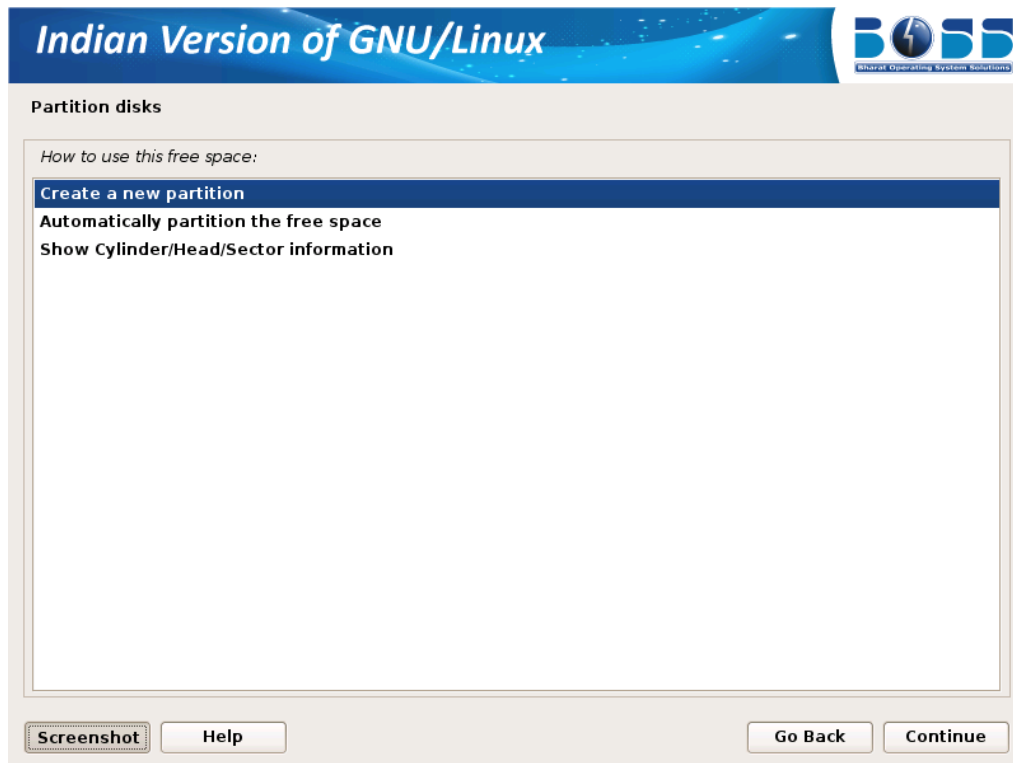 Indian Version of GNU/Linux
BOSS
Bharat Operating System Solutions
Partition disks
How to use this free space:
Create a new partition
Automatically partition the free space
Show Cylinder/Head/Sector information
Screenshot Help Go Back Continue